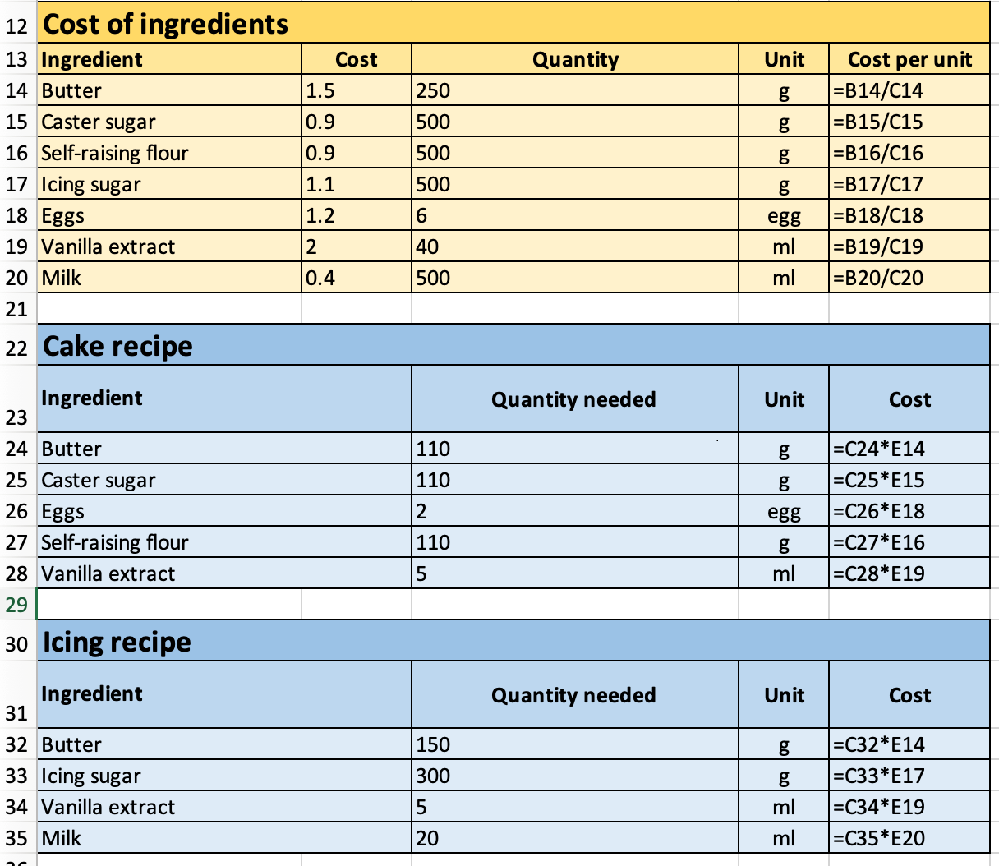 12 Cost of ingredients
13 Ingredient Cost Quantity Unit Cost per unit
14 Butter 1.5 250 g =B14/C14
15 Caster sugar 0.9 500 g =B15/C15
16 Self-raising flour 0.9 500 g =B16/C16
17 Icing sugar 1.1 500 g =B17/C17
18 Eggs 1.2 6 egg =B18/C18
19 Vanilla extract 2 40 ml =B19/C19
20 Milk 0.4 500 ml =B20/C20
21
22 Cake recipe
23 Ingredient Quantity needed Unit Cost
24 Butter 110 g =C24*E14
25 Caster sugar 110 g =C25*E15
26 Eggs 2 egg =C26*E18
27 Self-raising flour 110 g =C27*E16
28 Vanilla extract 5 ml =C28*E19
29
30 Icing recipe
31 Ingredient Quantity needed Unit Cost
32 Butter 150 g =C32*E14
33 Icing sugar 300 g =C33*E17
34 Vanilla extract 5 ml =C34*E19
35 Milk 20 ml =C35*E20